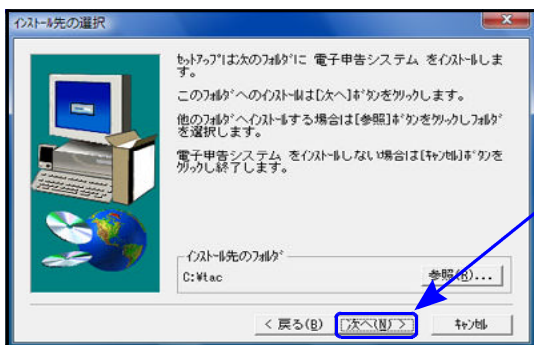 インストール先の選択
セットアップは次のフォルダに 電子申告システム をインストールしま
す。
このフォルダへのインストールは[次へ]ボタンをクリックします。
他のフォルダへインストールする場合は[参照]ボタンをクリックしフォルダ
を選択します。
電子申告システム をインストールしない場合は[キャンセル]ボタンを
クリックし終了します。
インストール先のフォルダ
C:¥tac
参照(R)...
< 戻る(B)
次へ(N) >
キャンセル